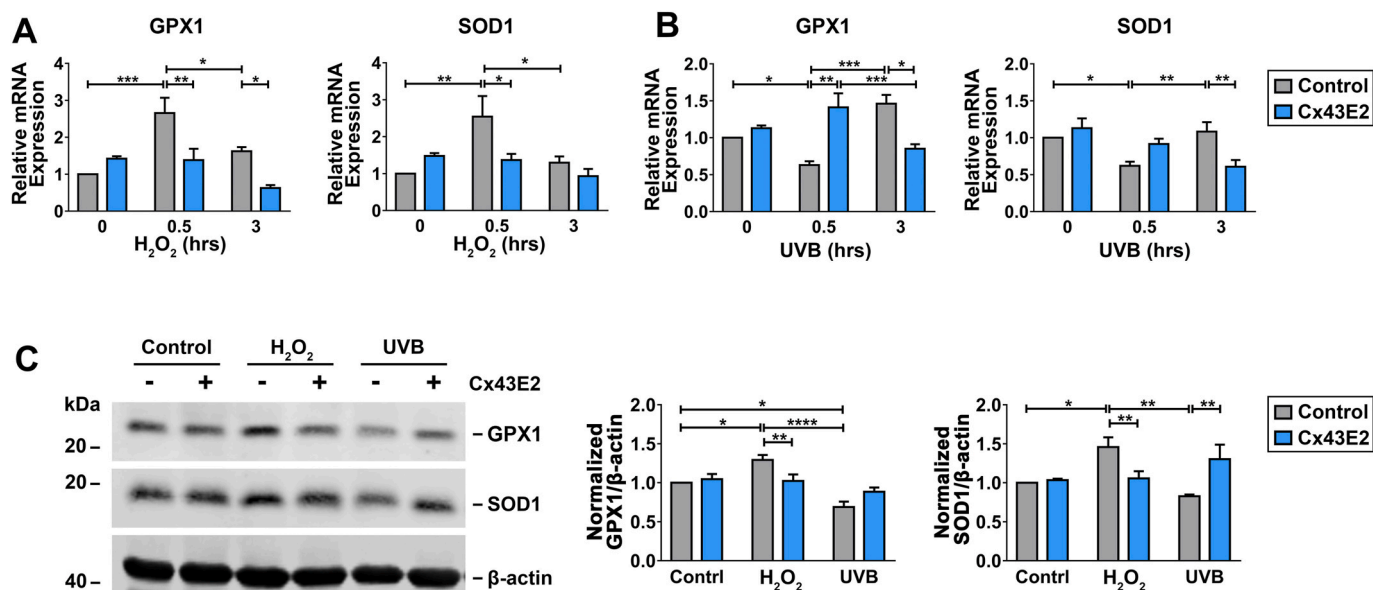 A
GPX1
Relative mRNA
Expression
4
3
2
1
0
*
***
**
*
0
0.5
3
H₂O₂ (hrs)
SOD1
Relative mRNA
Expression
4
3
2
1
0
*
**
*
0
0.5
3
H₂O₂ (hrs)
B
GPX1
Relative mRNA
Expression
2.0
1.5
1.0
0.5
0.0
***
*
*
**
***
0
0.5
3
UVB (hrs)
SOD1
Relative mRNA
Expression
2.0
1.5
1.0
0.5
0.0
*
**
**
0
0.5
3
UVB (hrs)
Control
Cx43E2
C
Control
H₂O₂
UVB
- + - + - + Cx43E2
kDa
20 –
– GPX1
20 –
– SOD1
40 –
– β-actin
Normalized
GPX1/β-actin
2.0
1.5
1.0
0.5
0.0
*
*
****
**
Contrl
H₂O₂
UVB
Normalized
SOD1/β-actin
2.0
1.5
1.0
0.5
0.0
*
**
**
**
Contrl
H₂O₂
UVB
Control
Cx43E2